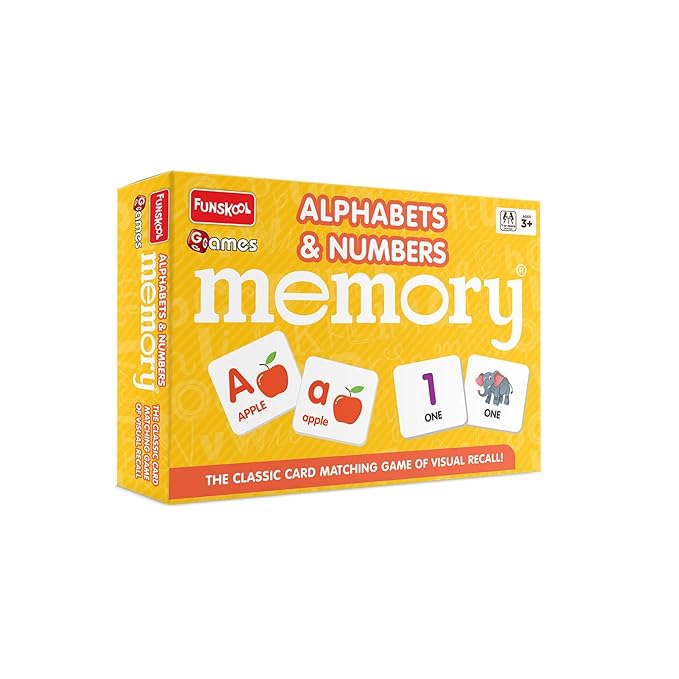 FUNSKOOL
Games
ALPHABETS & NUMBERS
memory®
THE CLASSIC CARD
MATCHING GAME
OF VISUAL RECALL
FUNSKOOL
Games
ALPHABETS
& NUMBERS
AGES
3+
memory®
A
APPLE
a
apple
1
ONE
ONE
THE CLASSIC CARD MATCHING GAME OF VISUAL RECALL!